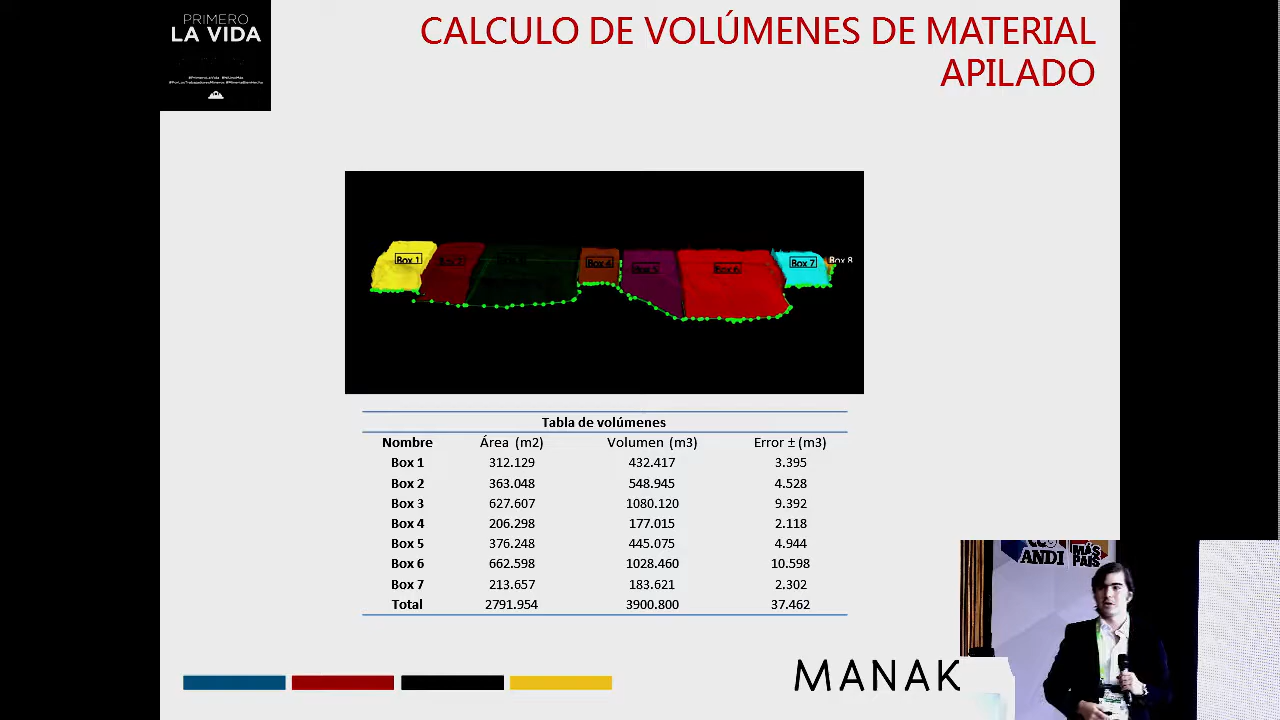 PRIMERO
LA VIDA
CALCULO DE VOLÚMENES DE MATERIAL
APILADO
Box 1
Box 4
Box 5
Box 6
Box 7
Box 8
Tabla de volúmenes
Nombre Área (m2) Volumen (m3) Error ± (m3)
Box 1 312.129 432.417 3.395
Box 2 363.048 548.945 4.528
Box 3 627.607 1080.120 9.392
Box 4 206.298 177.015 2.118
Box 5 376.248 445.075 4.944
Box 6 662.598 1028.460 10.598
Box 7 213.657 183.621 2.302
Total 2791.954 3900.800 37.462
MANAK
ANDI
MÁS
PAÍS